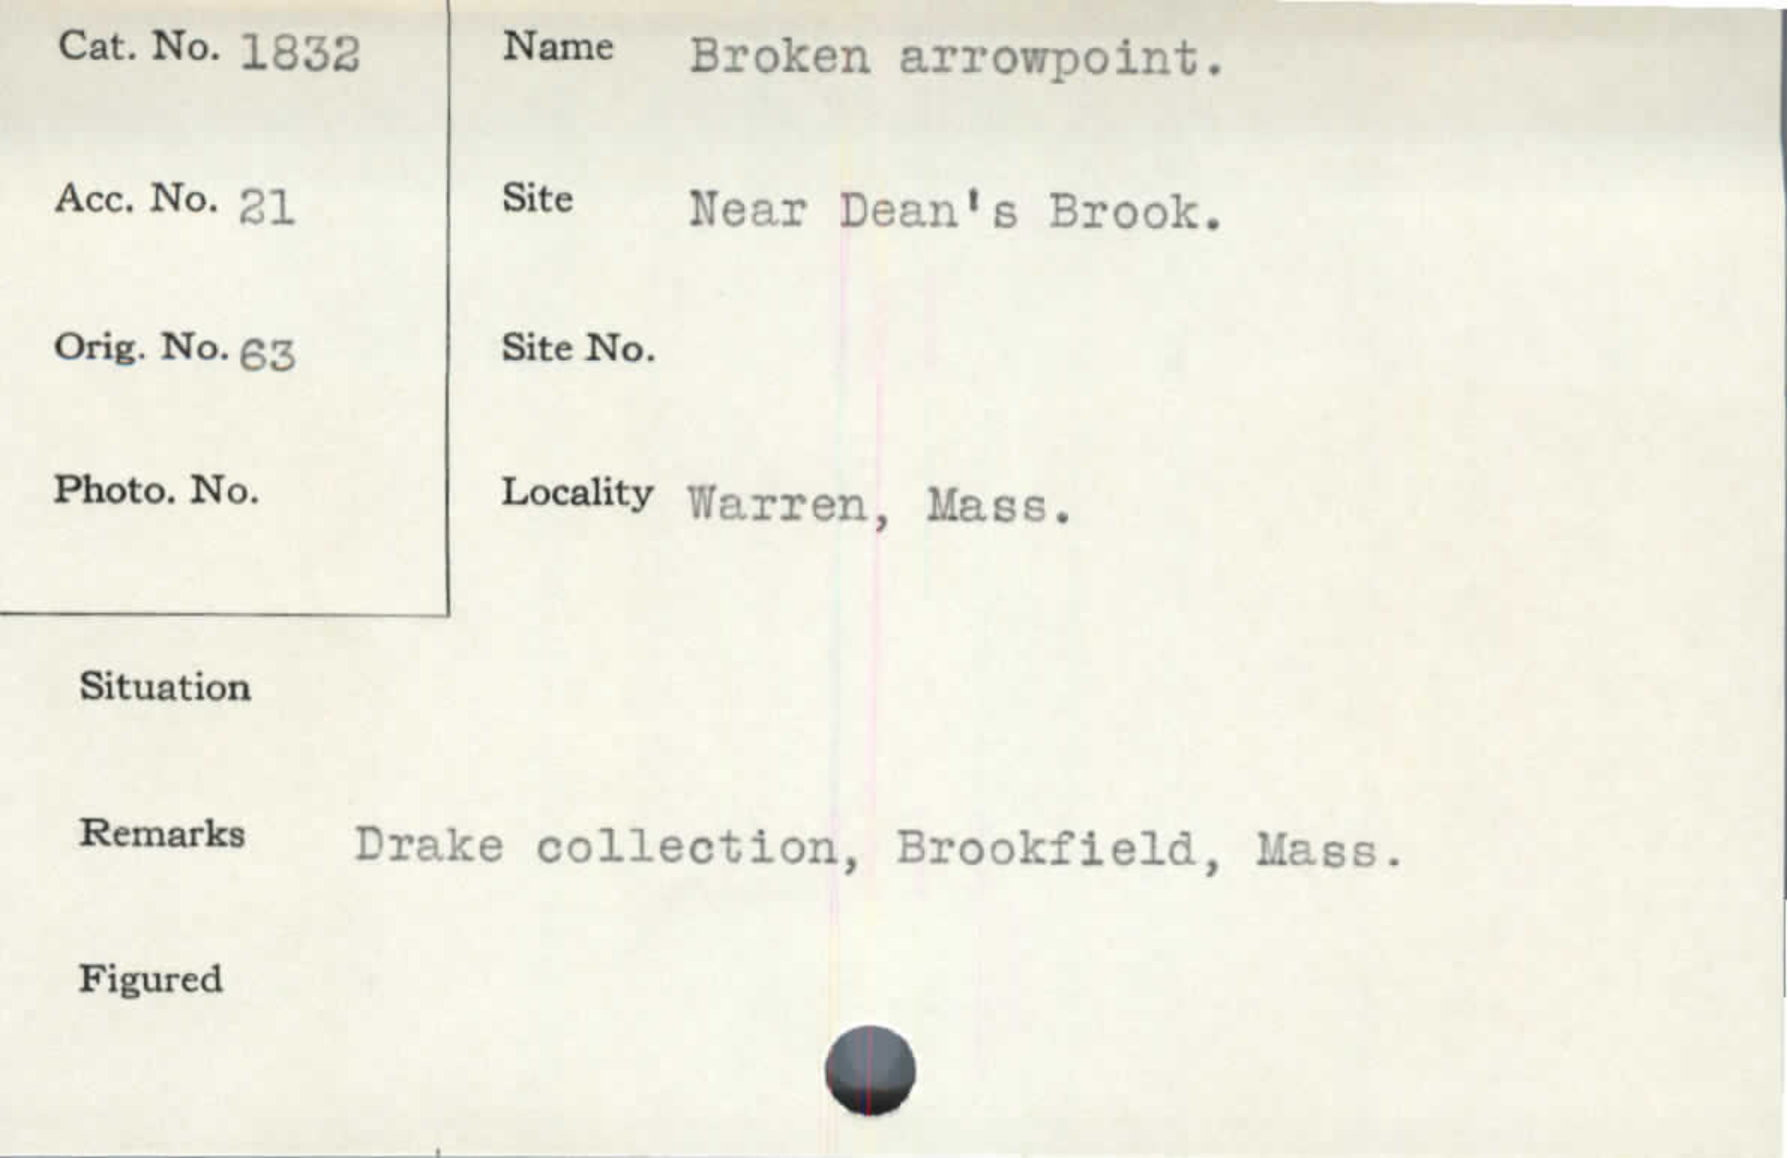 Cat. No. 1832
Name Broken arrowpoint.
Acc. No. 21
Site Near Dean's Brook.
Orig. No. 63
Site No.
Photo. No.
Locality Warren, Mass.
Situation
Remarks Drake collection, Brookfield, Mass.
Figured